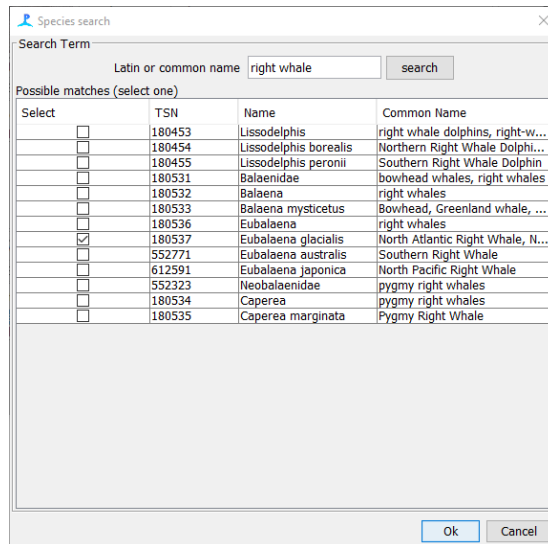 Species search
Search Term
Latin or common name right whale search
Possible matches (select one)
Select TSN Name Common Name
180453 Lissodelphis right whale dolphins, right-w...
180454 Lissodelphis borealis Northern Right Whale Dolphi...
180455 Lissodelphis peronii Southern Right Whale Dolphin
180531 Balaenidae bowhead whales, right whales
180532 Balaena right whales
180533 Balaena mysticetus Bowhead, Greenland whale, ...
180536 Eubalaena right whales
180537 Eubalaena glacialis North Atlantic Right Whale, N...
552771 Eubalaena australis Southern Right Whale
612591 Eubalaena japonica North Pacific Right Whale
552323 Neobalaenidae pygmy right whales
180534 Caperea pygmy right whales
180535 Caperea marginata Pygmy Right Whale
Ok Cancel